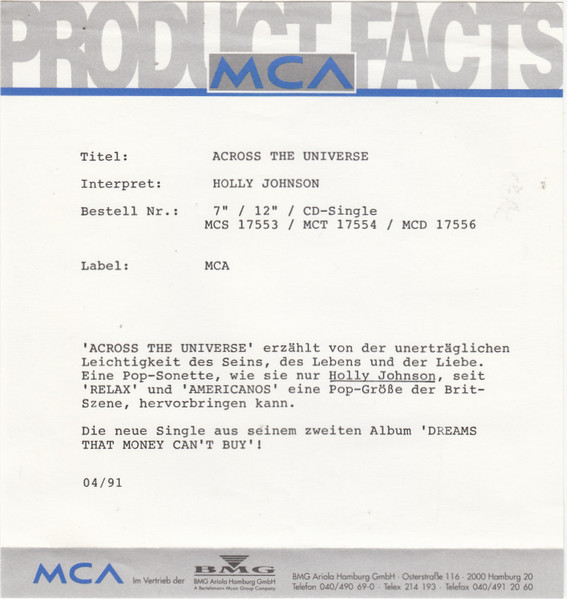 PRODUCT FACTS
MCA
Titel: ACROSS THE UNIVERSE
Interpret: HOLLY JOHNSON
Bestell Nr.: 7" / 12" / CD-Single
MCS 17553 / MCT 17554 / MCD 17556
Label: MCA
'ACROSS THE UNIVERSE' erzählt von der unerträglichen
Leichtigkeit des Seins, des Lebens und der Liebe.
Eine Pop-Sonette, wie sie nur Holly Johnson, seit
'RELAX' und 'AMERICANOS' eine Pop-Größe der Brit-
Szene, hervorbringen kann.
Die neue Single aus seinem zweiten Album 'DREAMS
THAT MONEY CAN'T BUY'!
04/91
MCA Im Vertrieb der
BMG
BMG Ariola Hamburg GmbH
A Bertelsmann Music Group Company
BMG Ariola Hamburg GmbH · Osterstraße 116 · 2000 Hamburg 20
Telefon 040/490 69-0 · Telex 214 193 · Telefax 040/491 20 60